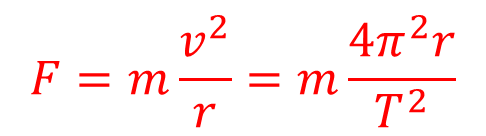 F = m v²/r = m 4π²r/T²